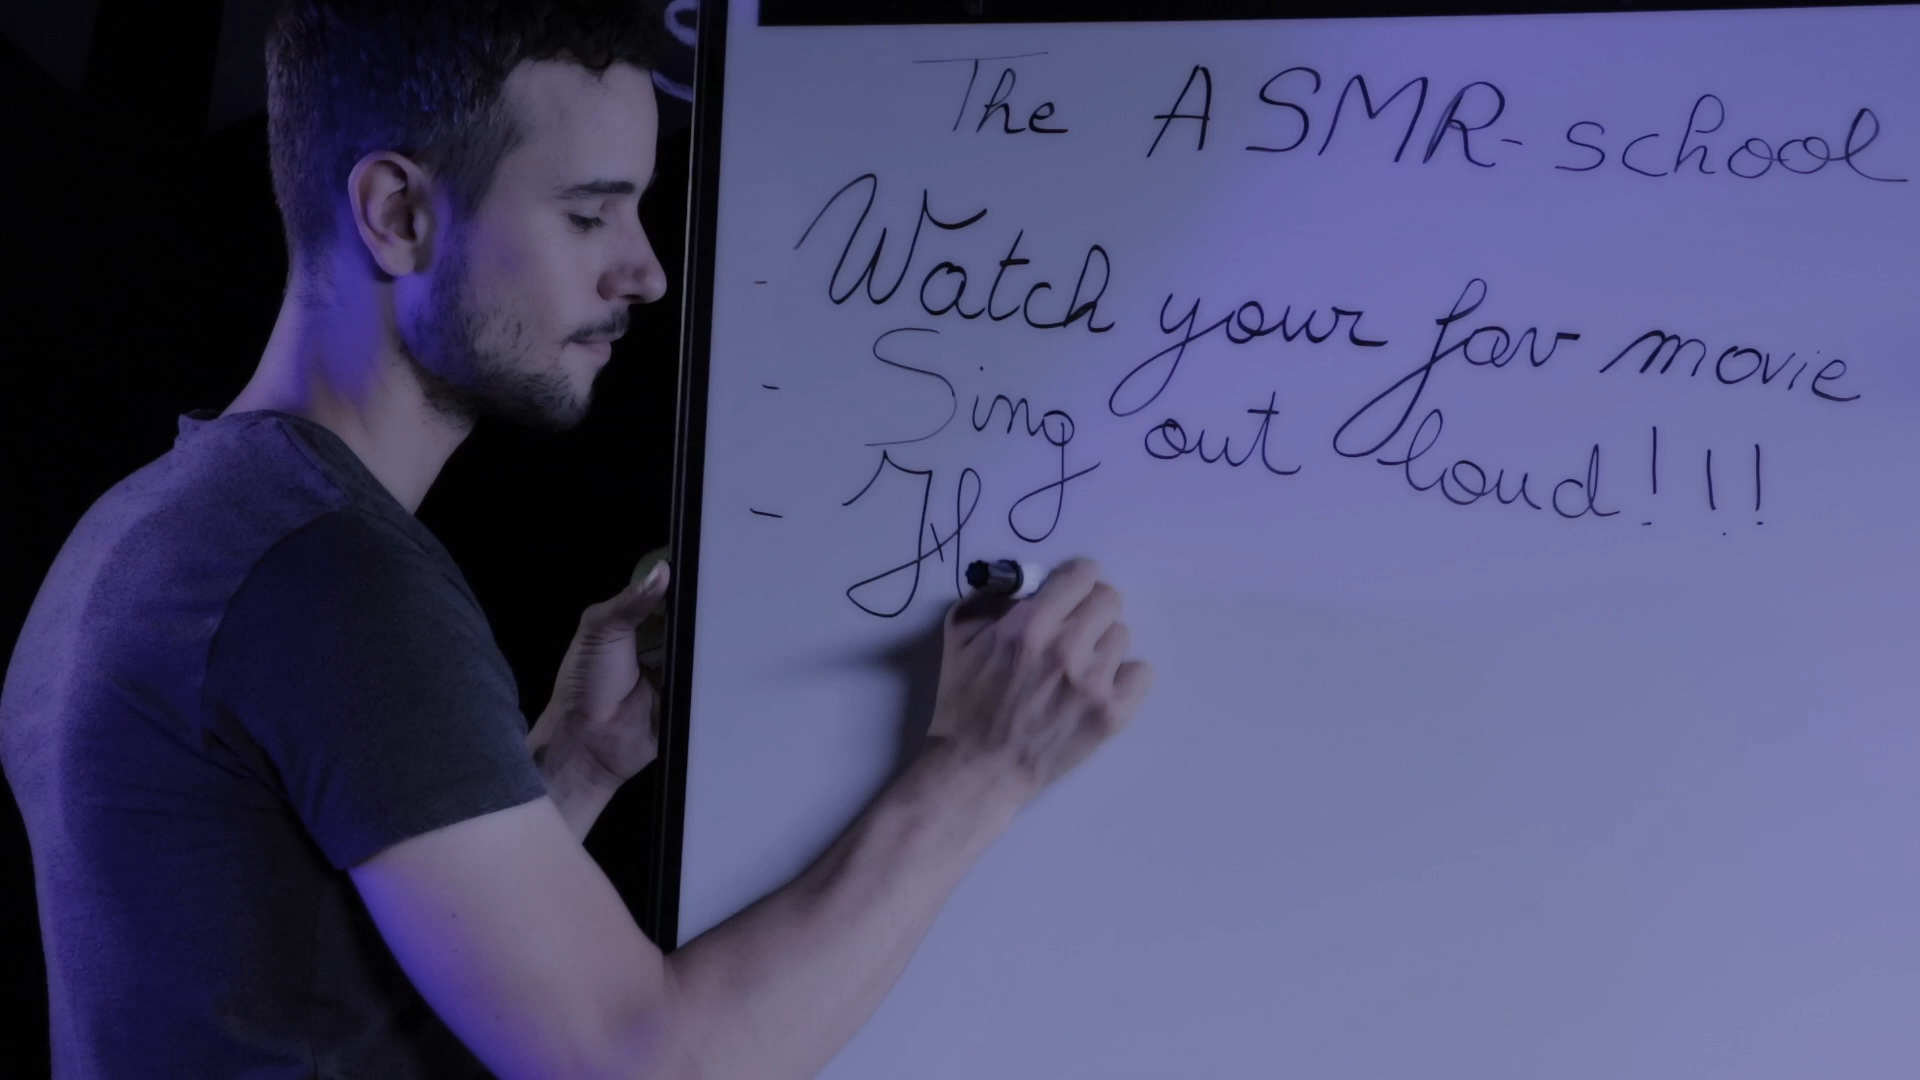 The ASMR-school
- Watch your fav movie
- Sing out loud!!!
-